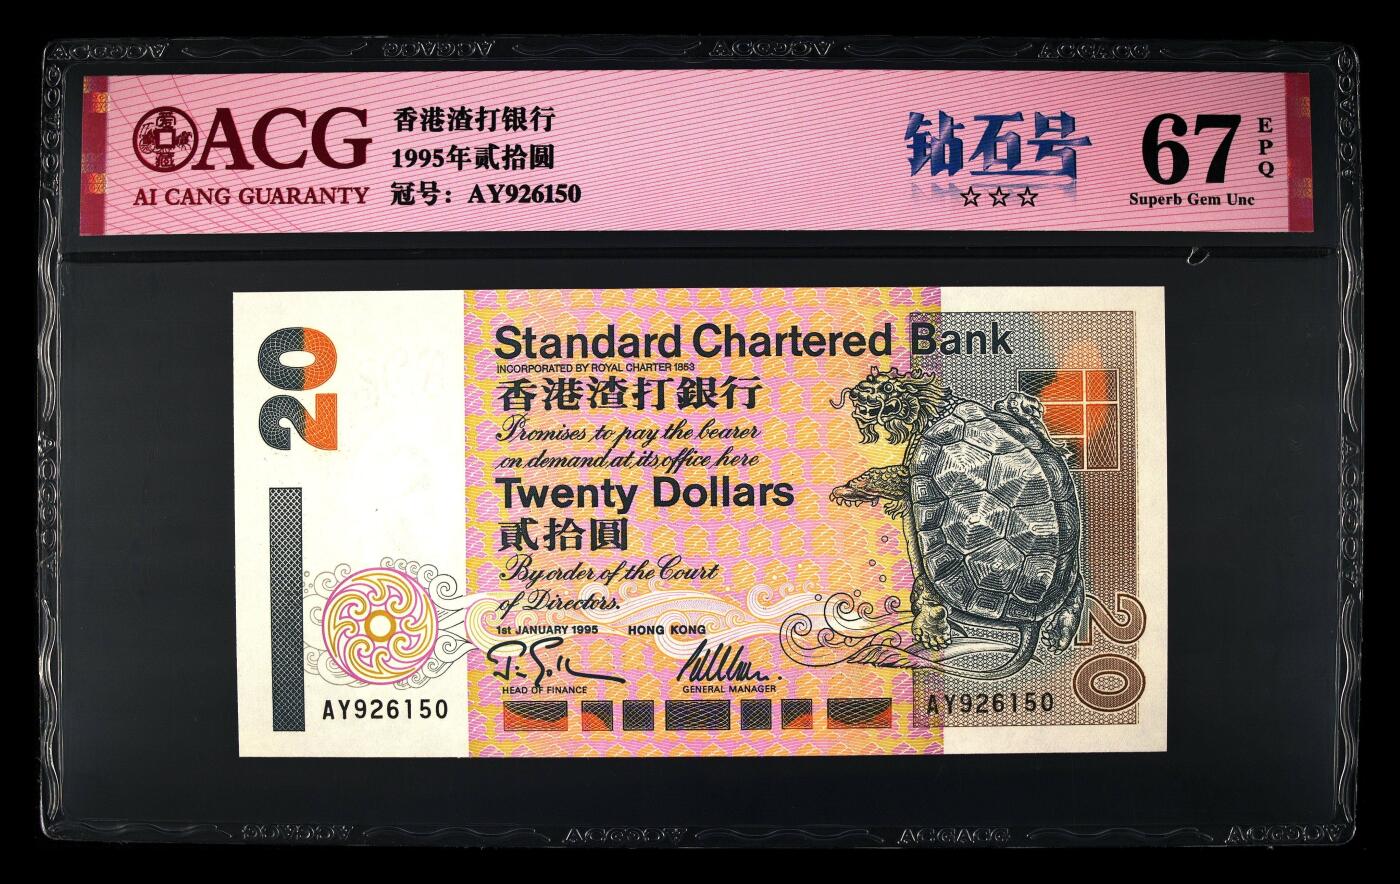 ACG
AI CANG GUARANTY
香港渣打银行
1995年贰拾圆
冠号：AY926150
钻石号
☆☆☆
67
EPQ
Superb Gem Unc
20
Standard Chartered Bank
INCORPORATED BY ROYAL CHARTER 1853
香港渣打銀行
Promises to pay the bearer
on demand at its office here
Twenty Dollars
貳拾圓
By order of the Court
of Directors.
1st JANUARY 1995 HONG KONG
HEAD OF FINANCE GENERAL MANAGER
AY926150
AY926150
20